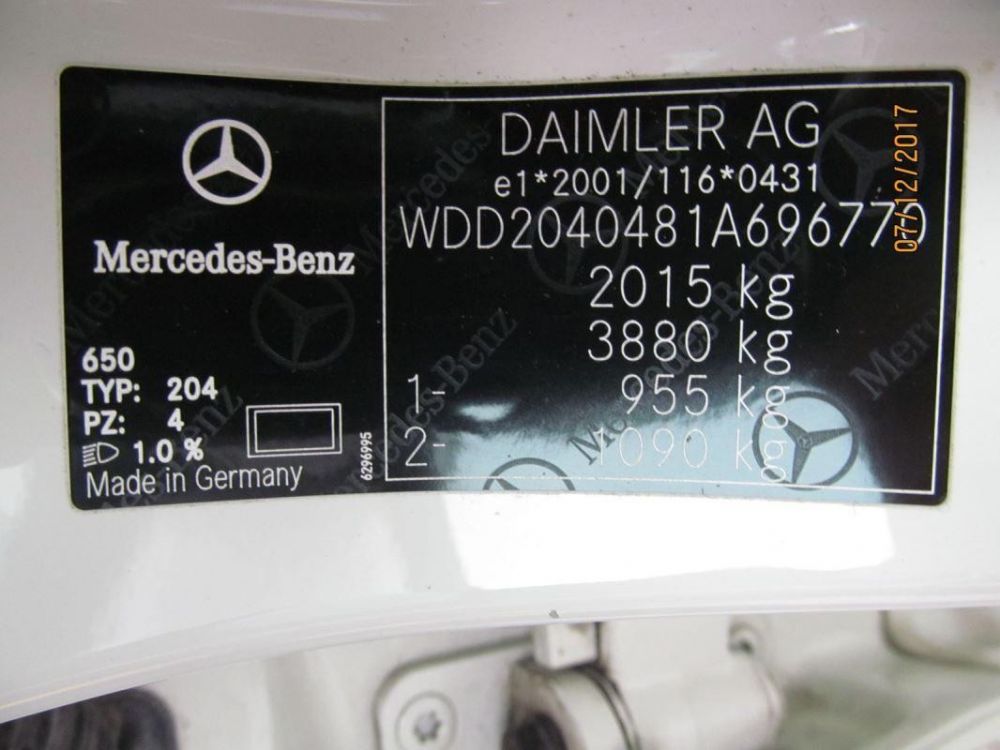 Mercedes-Benz
650
TYP: 204
PZ: 4
1.0 %
Made in Germany
6296995
DAIMLER AG
e1*2001/116*0431
WDD2040481A696770
2015 kg
3880 kg
1- 955 kg
2- 1090 kg
07/12/2017